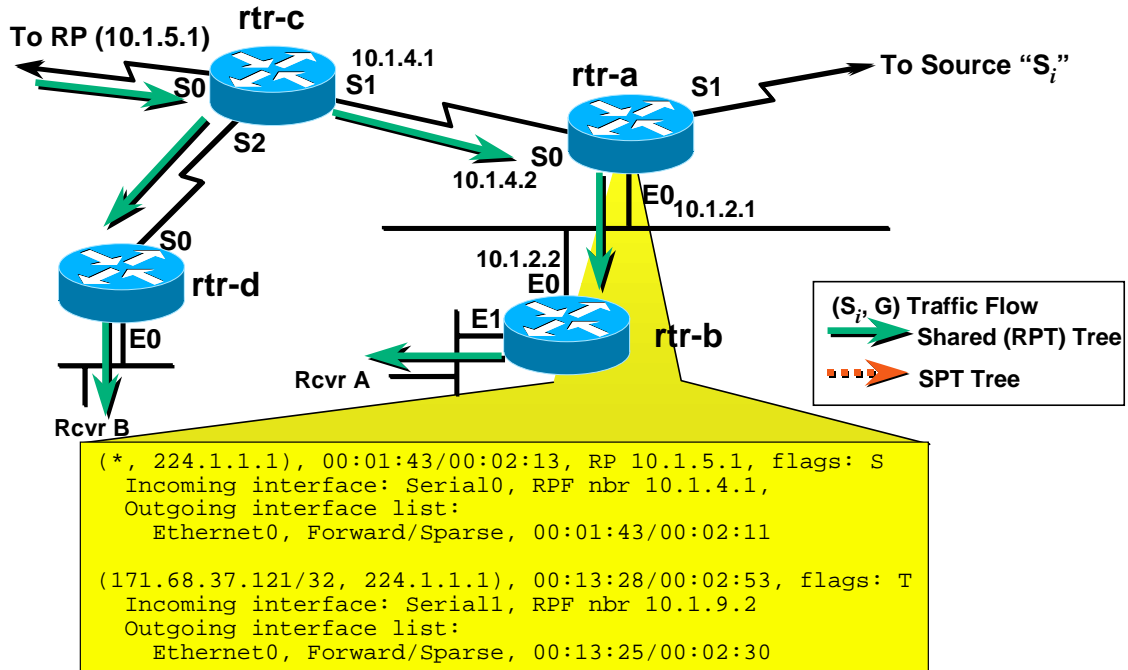 rtr-c
To RP (10.1.5.1)
10.1.4.1
rtr-a
To Source “Si”
S0
S1
S1
S2
S0
10.1.4.2
E0
10.1.2.1
S0
10.1.2.2
E0
rtr-d
E1
rtr-b
E0
Rcvr A
Rcvr B
(Si, G) Traffic Flow
Shared (RPT) Tree
SPT Tree
(*, 224.1.1.1), 00:01:43/00:02:13, RP 10.1.5.1, flags: S
Incoming interface: Serial0, RPF nbr 10.1.4.1,
Outgoing interface list:
Ethernet0, Forward/Sparse, 00:01:43/00:02:11
(171.68.37.121/32, 224.1.1.1), 00:13:28/00:02:53, flags: T
Incoming interface: Serial1, RPF nbr 10.1.9.2
Outgoing interface list:
Ethernet0, Forward/Sparse, 00:13:25/00:02:30